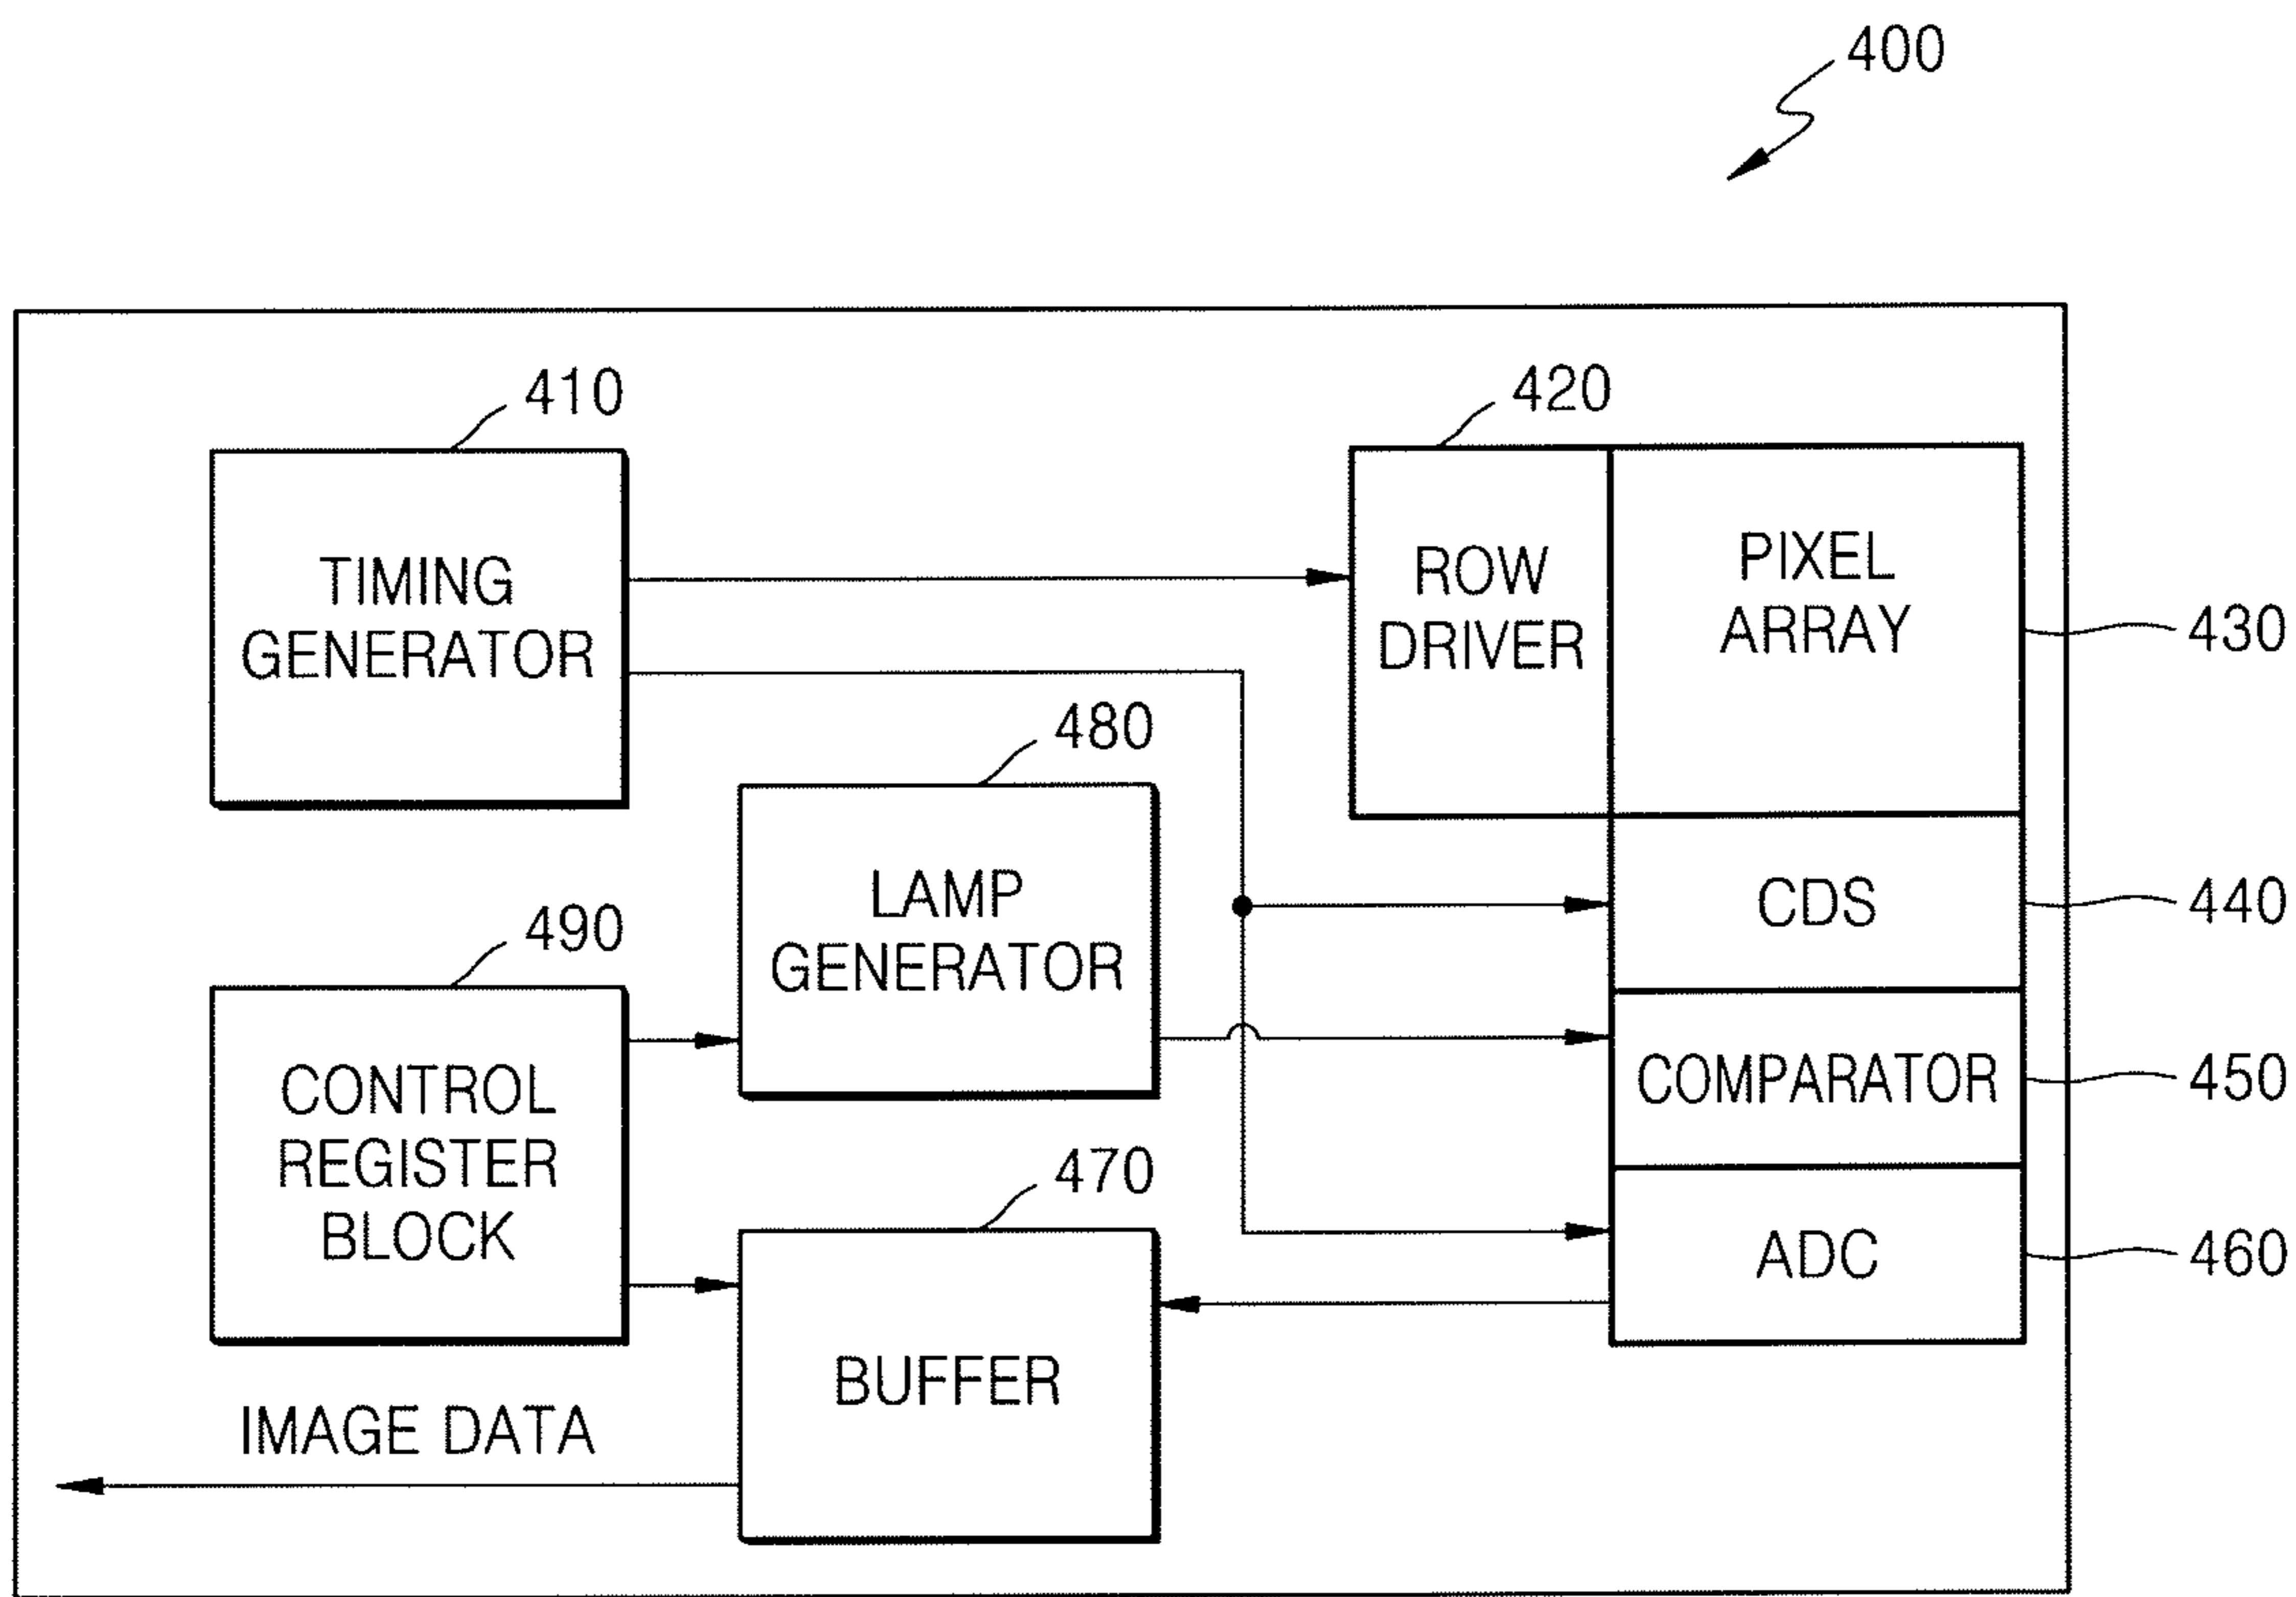 400
410
420
TIMING
GENERATOR
ROW
DRIVER
PIXEL
ARRAY
430
480
LAMP
GENERATOR
CDS
440
490
CONTROL
REGISTER
BLOCK
COMPARATOR
450
470
BUFFER
ADC
460
IMAGE DATA